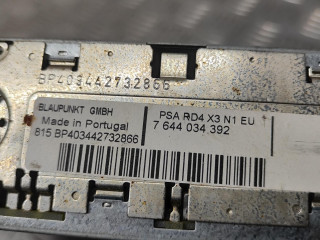 BP403442732866
BLAUPUNKT GMBH
Made in Portugal
815 BP403442732866
PSA RD4 X3 N1 EU
7 644 034 392